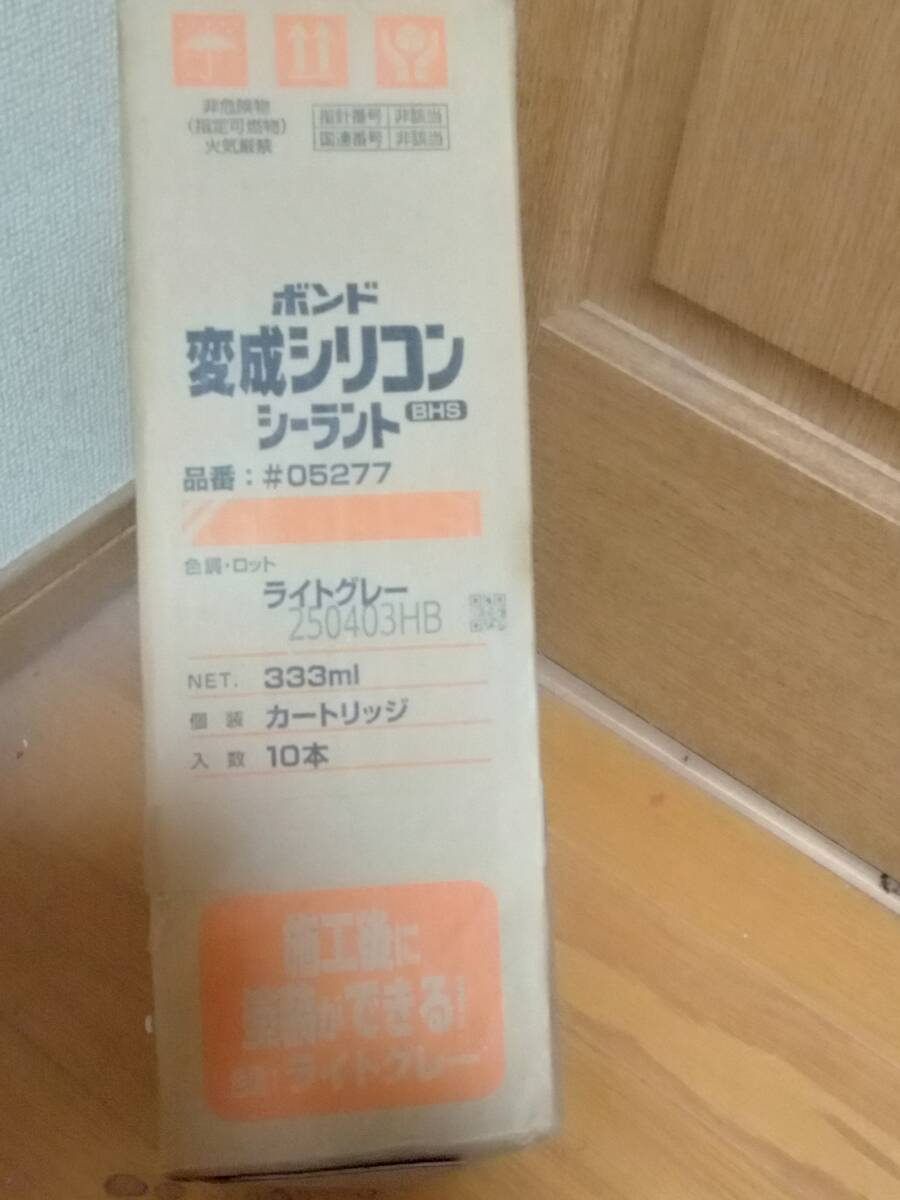 非危険物
(指定可燃物)
火気厳禁
指針番号 非該当
国連番号 非該当
ボンド
変成シリコン
シーラント BHS
品番:#05277
色調・ロット
ライトグレー
250403HB
NET. 333ml
個装 カートリッジ
入数 10本
施工後に
塗装ができる!
色調:ライトグレー